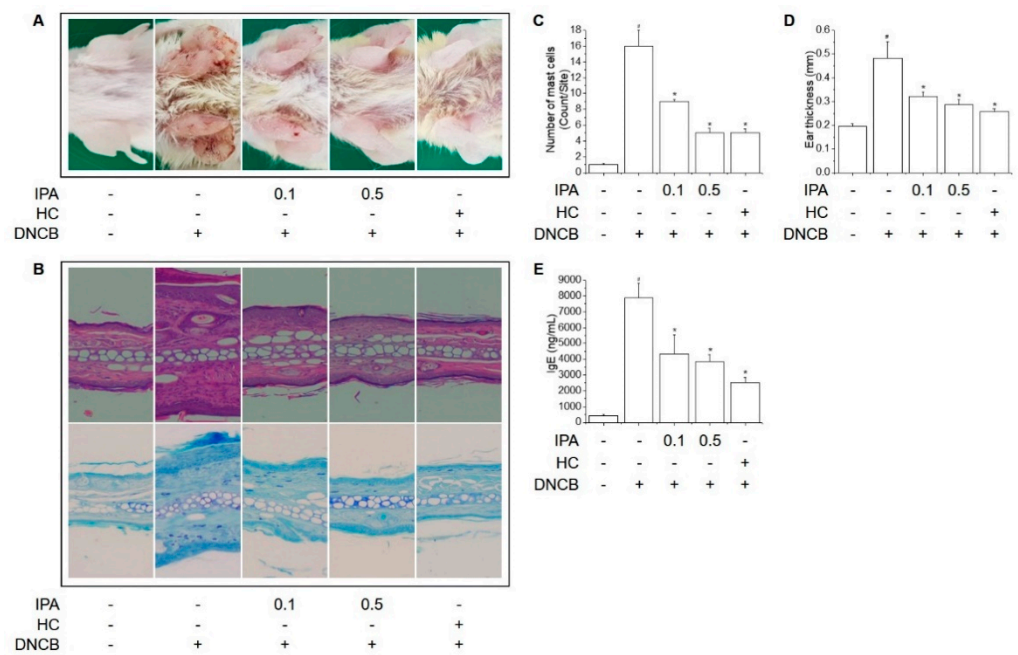 A
IPA - - 0.1 0.5 -
HC +
DNCB - + + + +
B
IPA - - 0.1 0.5 -
HC +
DNCB - + + + +
C
Number of mast cells
(Count/Site)
18
16
14
12
10
8
6
4
2
#
*
*
*
IPA - - 0.1 0.5 -
HC - - - - +
DNCB - + + + +
D
Ear thickness (mm)
0.6
0.5
0.4
0.3
0.2
0.1
0.0
#
*
*
*
IPA - - 0.1 0.5 -
HC - - - - +
DNCB - + + + +
E
IgE (ng/mL)
9000
8000
7000
6000
5000
4000
3000
2000
1000
0
#
*
*
*
IPA - - 0.1 0.5 -
HC - - - - +
DNCB - + + + +